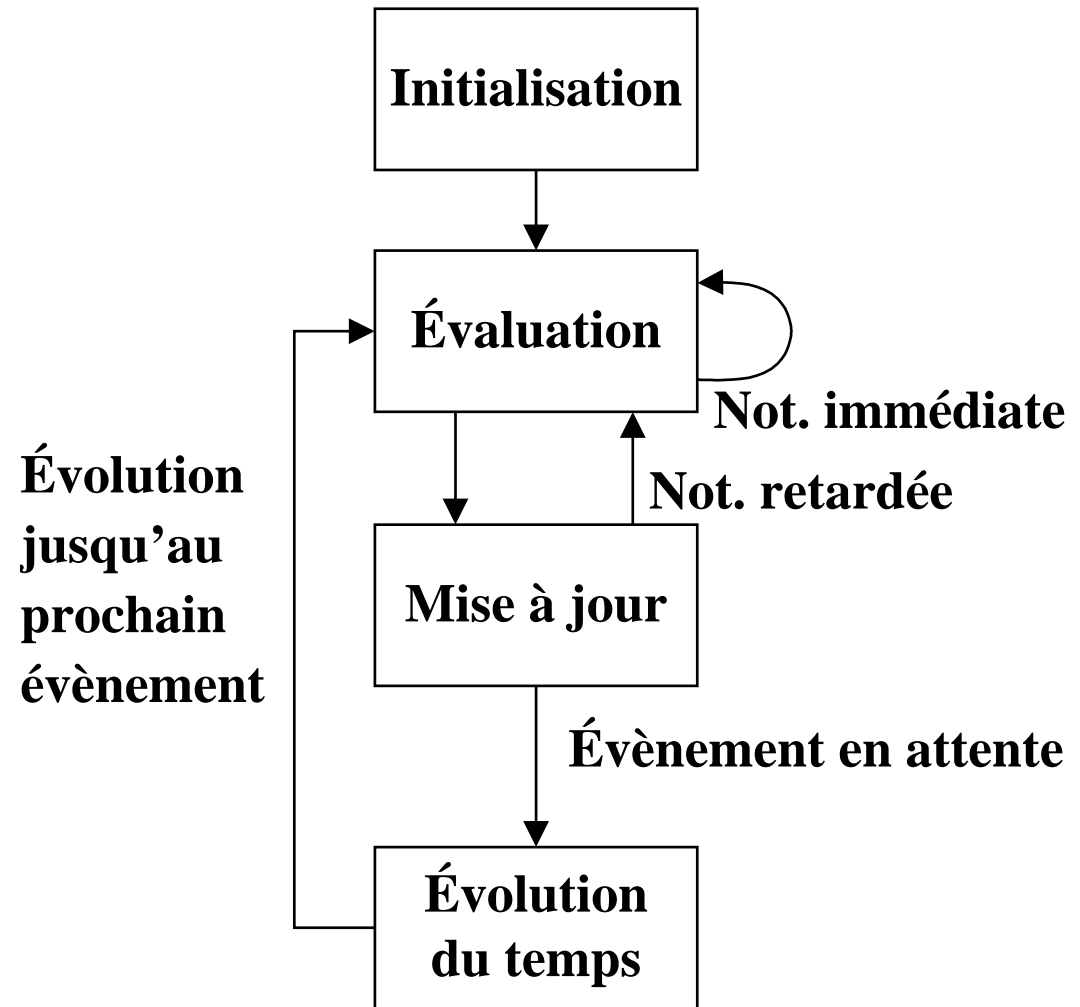 Initialisation
Évaluation
Not. immédiate
Not. retardée
Évolution
jusqu’au
prochain
évènement
Mise à jour
Évènement en attente
Évolution
du temps